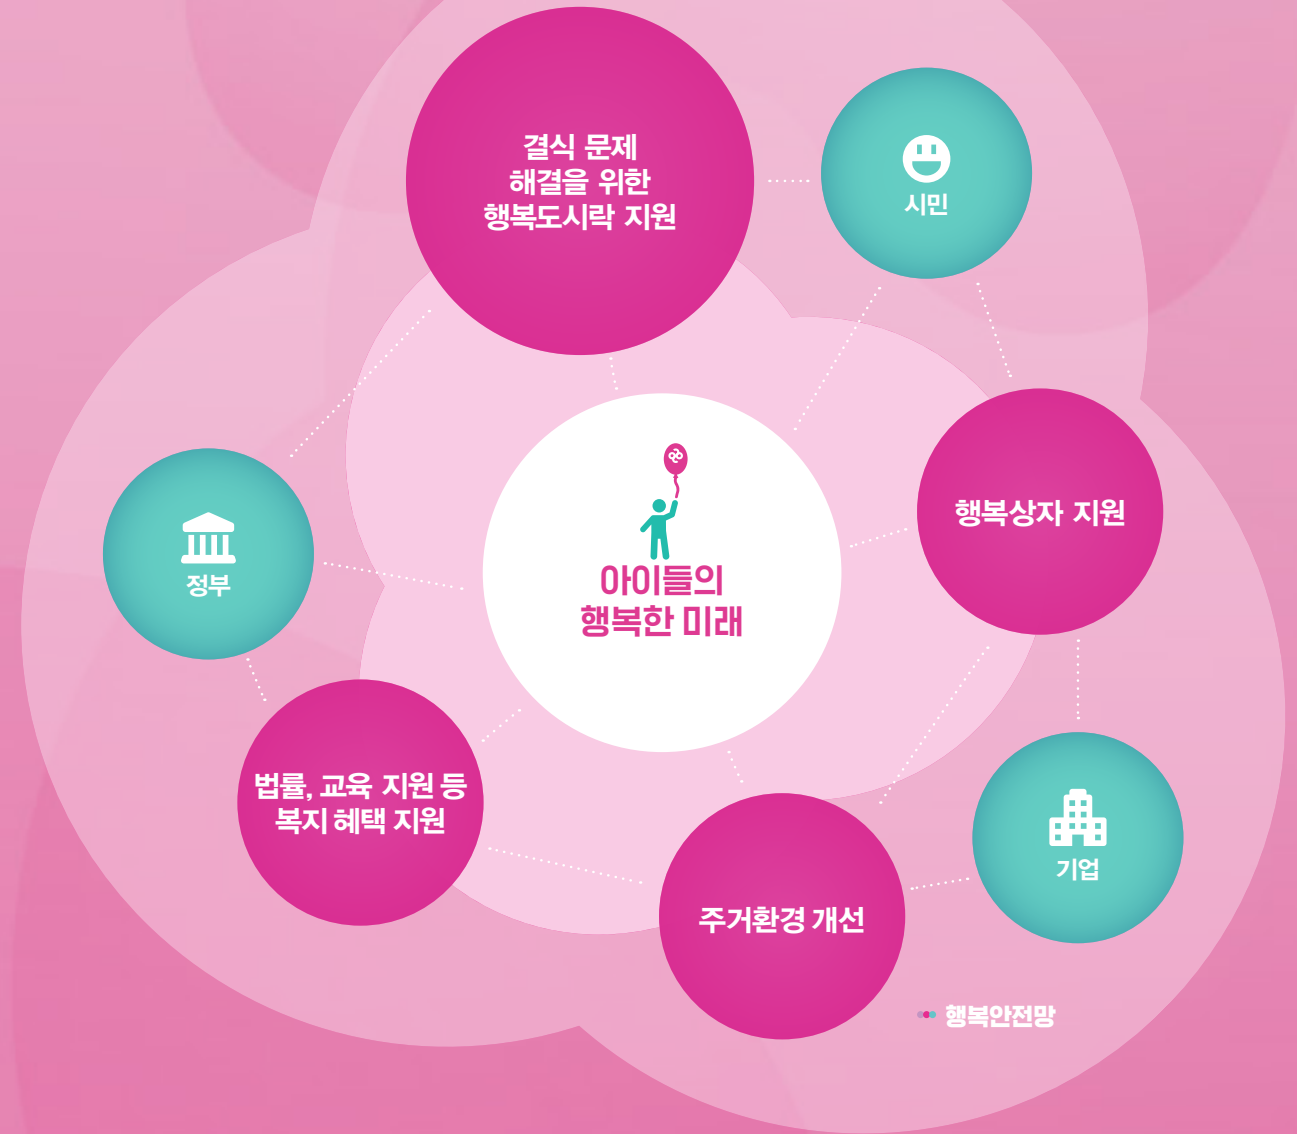 결식 문제
해결을 위한
행복도시락 지원
시민
행복상자 지원
정부
아이들의
행복한 미래
법률, 교육 지원 등
복지 혜택 지원
기업
주거환경 개선
행복안전망